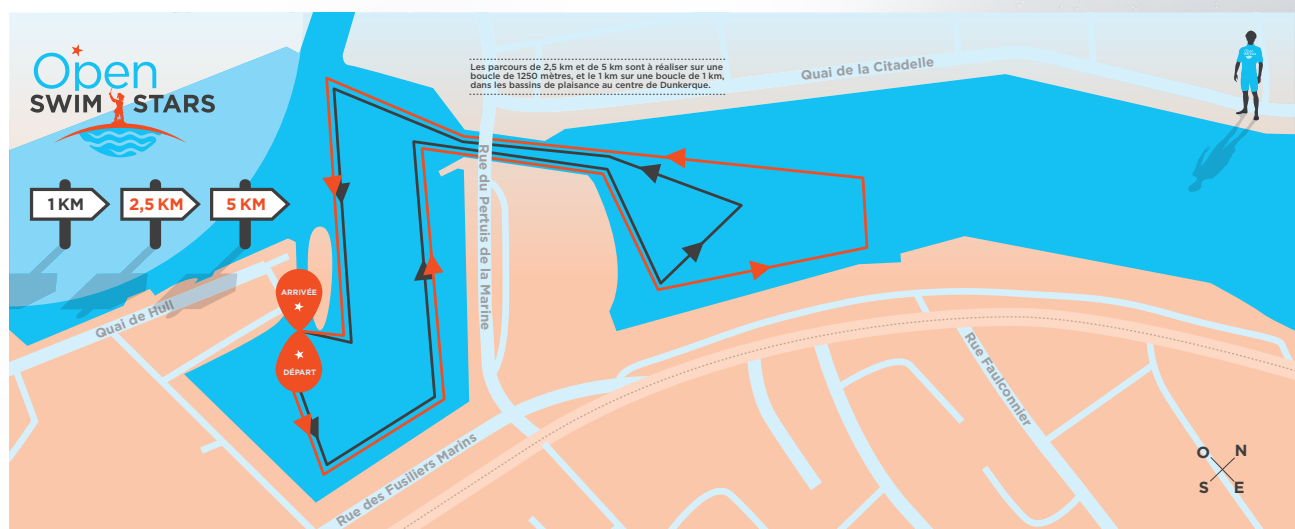 Open
SWIM STARS
Les parcours de 2,5 km et de 5 km sont à réaliser sur une
boucle de 1250 mètres, et le 1 km sur une boucle de 1 km,
dans les bassins de plaisance au centre de Dunkerque.
Quai de la Citadelle
1 KM
2,5 KM
5 KM
Rue du Pertuis de la Marine
ARRIVÉE
Quai de Hull
DÉPART
Rue Faulconnier
Rue des Fusiliers Marins
O N
S E